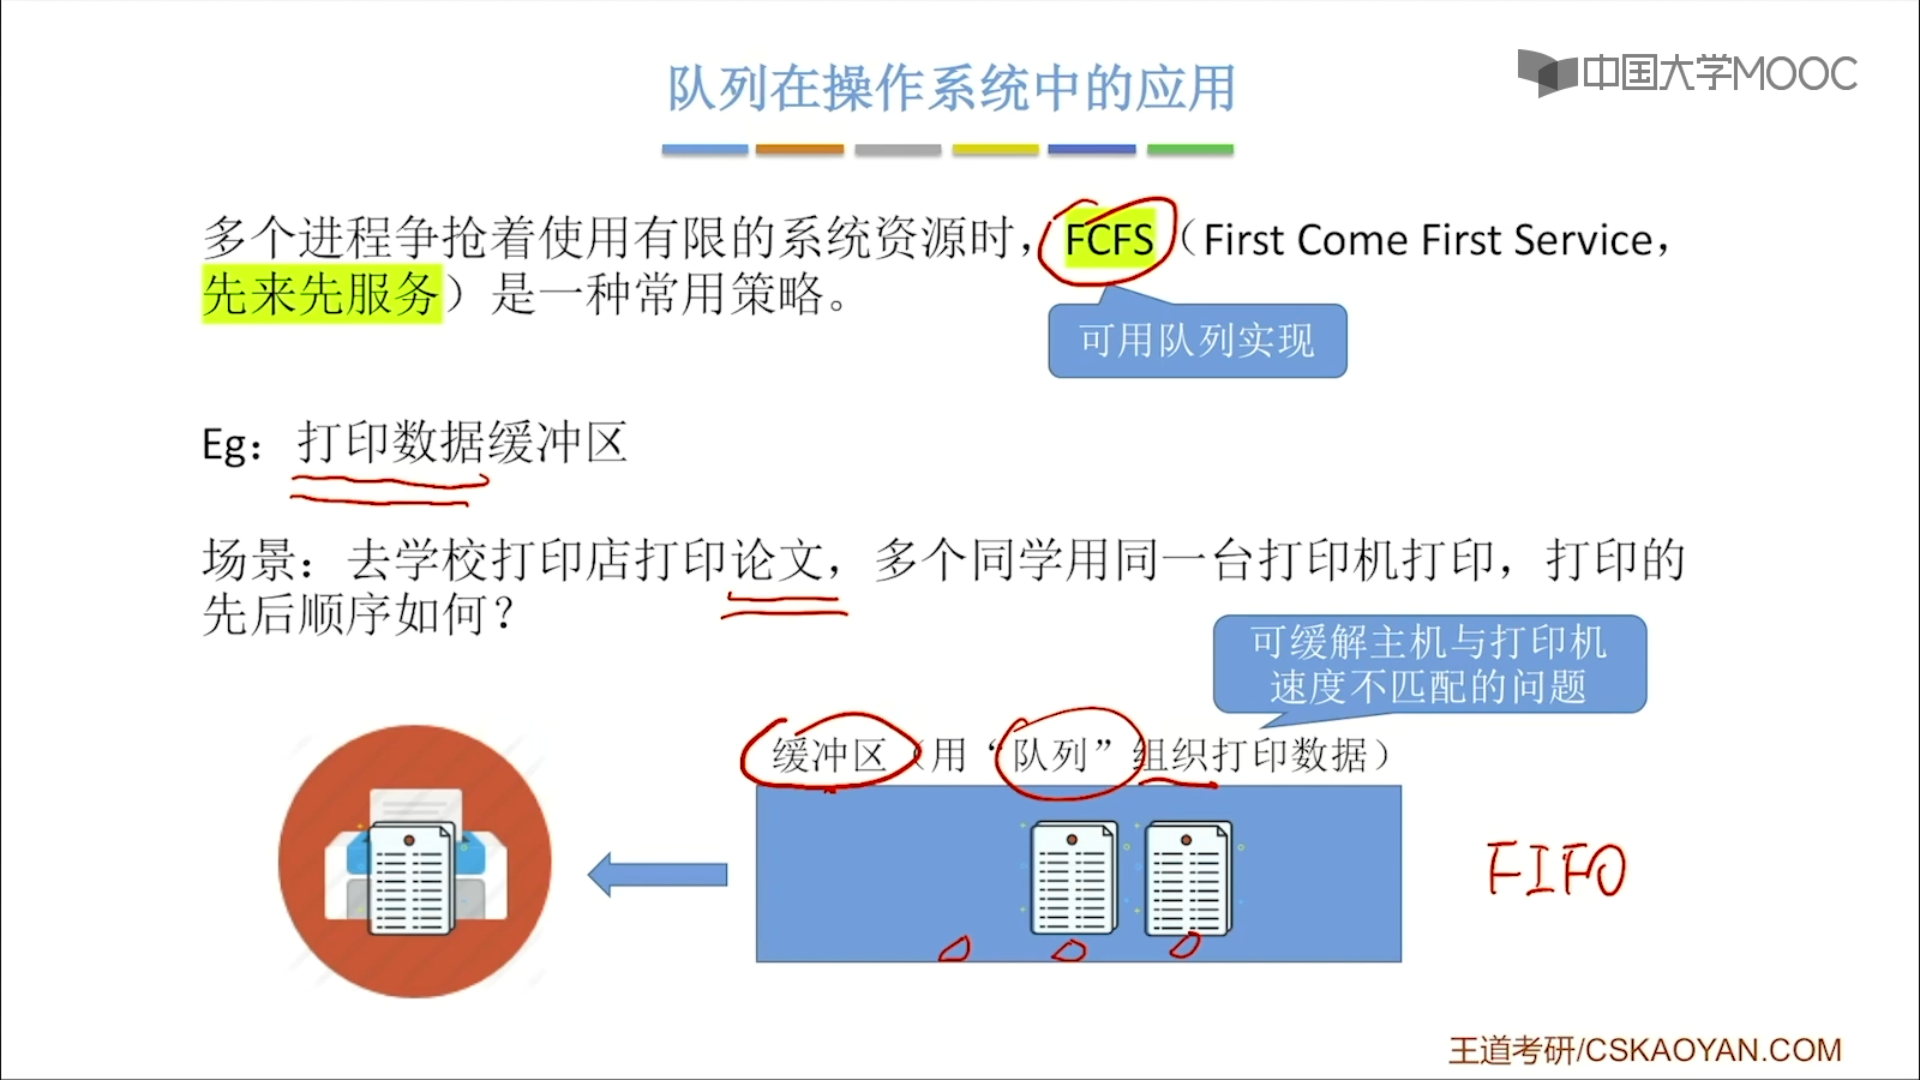 队列在操作系统中的应用
中国大学MOOC
多个进程争抢着使用有限的系统资源时，FCFS（First Come First Service，
先来先服务）是一种常用策略。
可用队列实现
Eg：打印数据缓冲区
场景：去学校打印店打印论文，多个同学用同一台打印机打印，打印的
先后顺序如何？
可缓解主机与打印机
速度不匹配的问题
缓冲区（用“队列”组织打印数据）
FIFO
王道考研/CSKAOYAN.COM